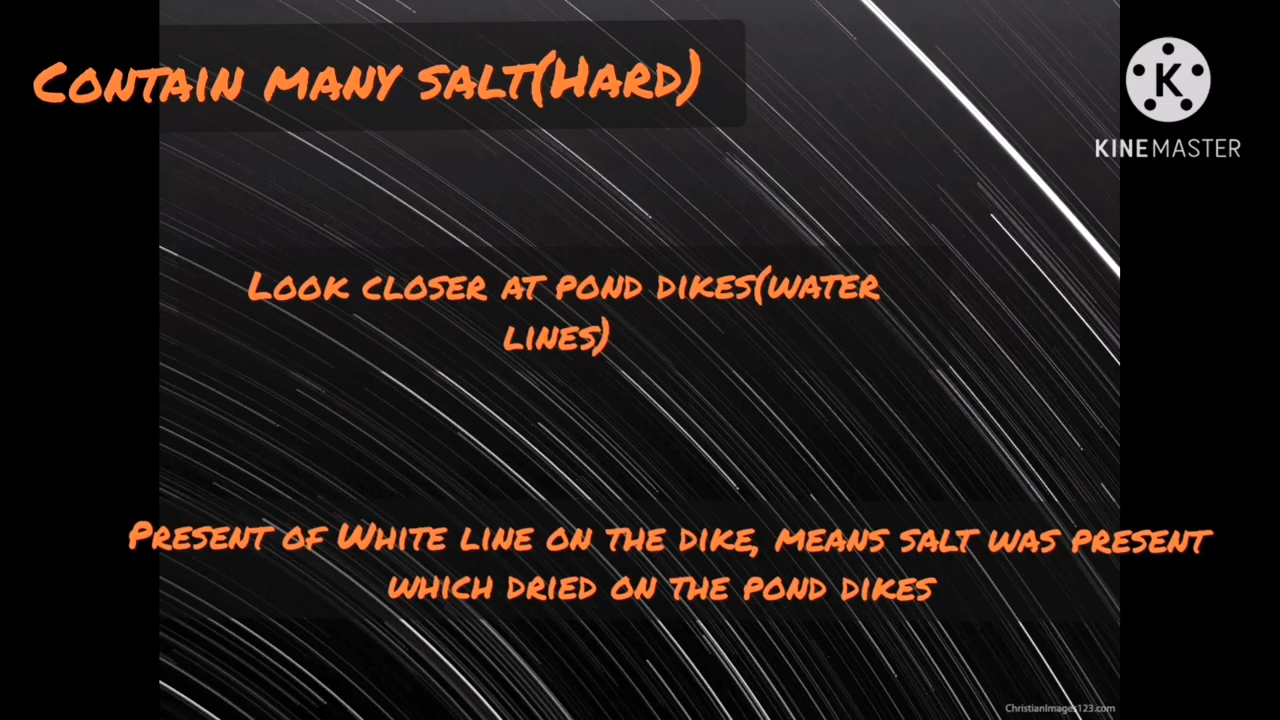 Contain many salt(Hard)
K
KINEMASTER
Look closer at pond dikes(water
lines)
Present of White line on the dike, means salt was present
which dried on the pond dikes
ChristianImages123.com